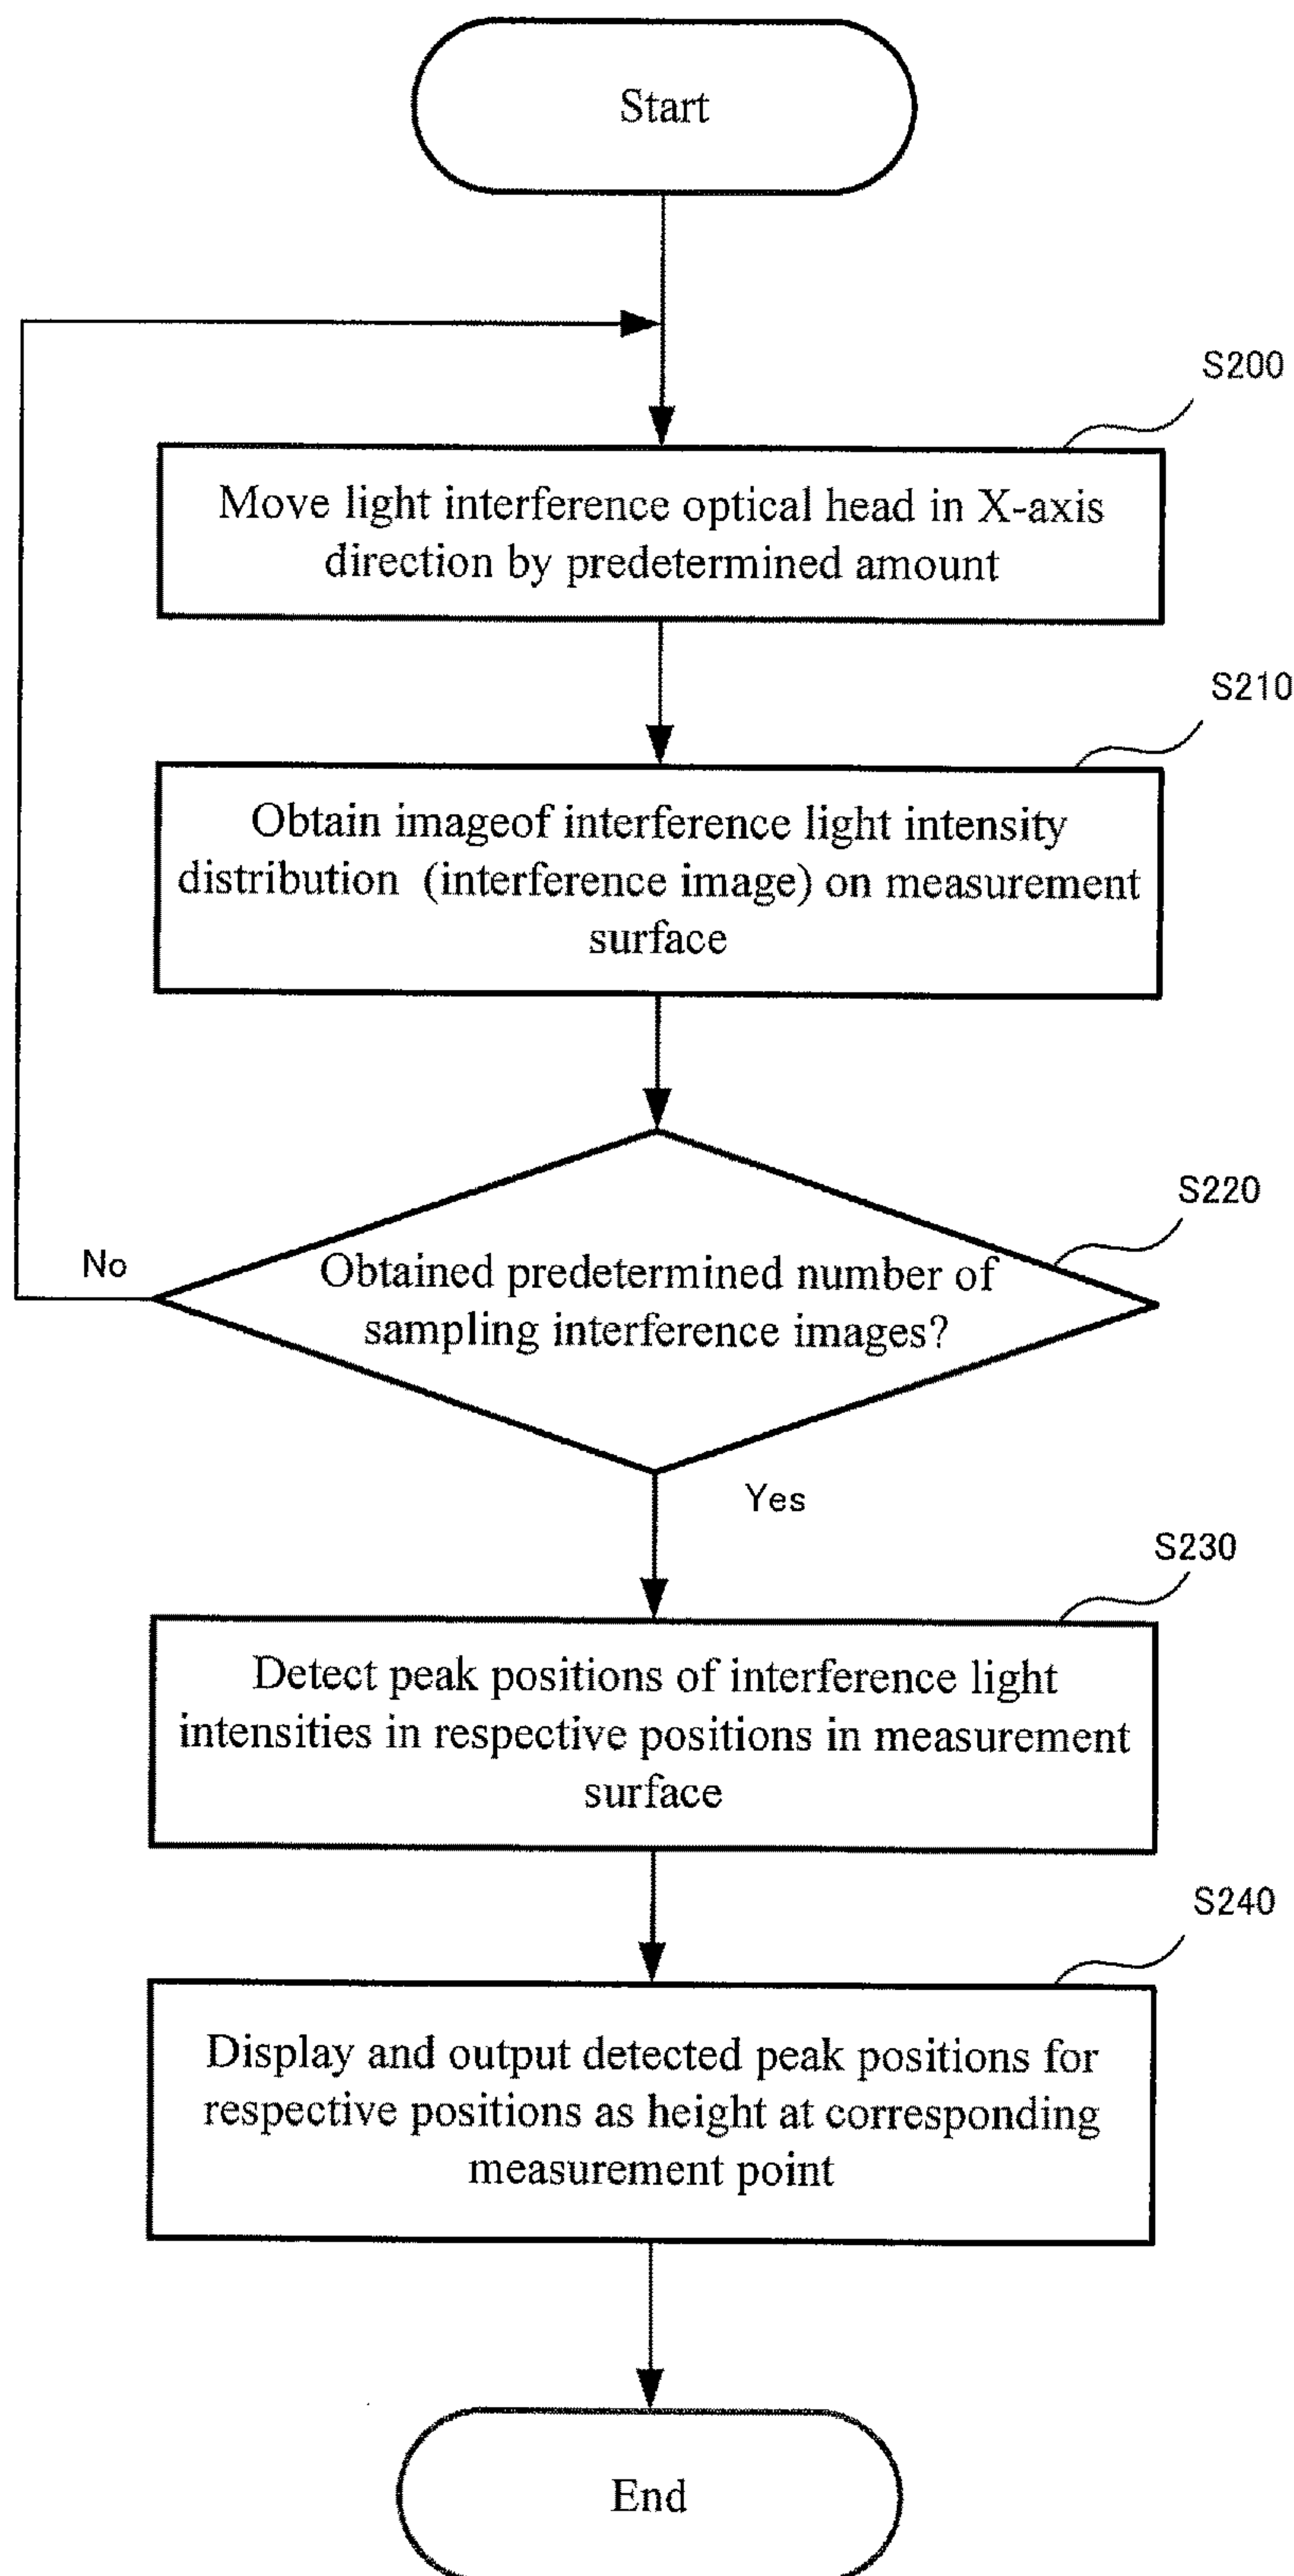 Start
S200
Move light interference optical head in X-axis
direction by predetermined amount
S210
Obtain imageof interference light intensity
distribution (interference image) on measurement
surface
S220
No
Obtained predetermined number of
sampling interference images?
Yes
S230
Detect peak positions of interference light
intensities in respective positions in measurement
surface
S240
Display and output detected peak positions for
respective positions as height at corresponding
measurement point
End